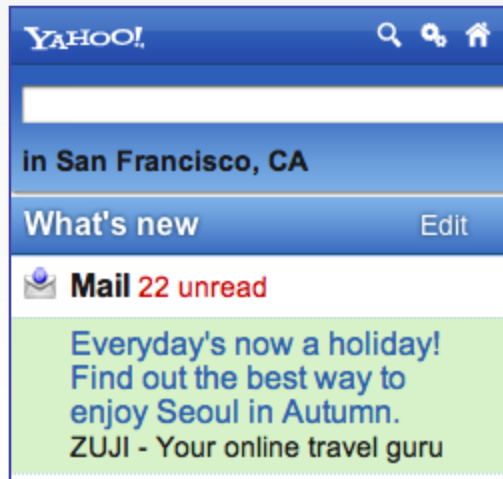 YAHOO!
in San Francisco, CA
What's new Edit
Mail 22 unread
Everyday's now a holiday!
Find out the best way to
enjoy Seoul in Autumn.
ZUJI - Your online travel guru